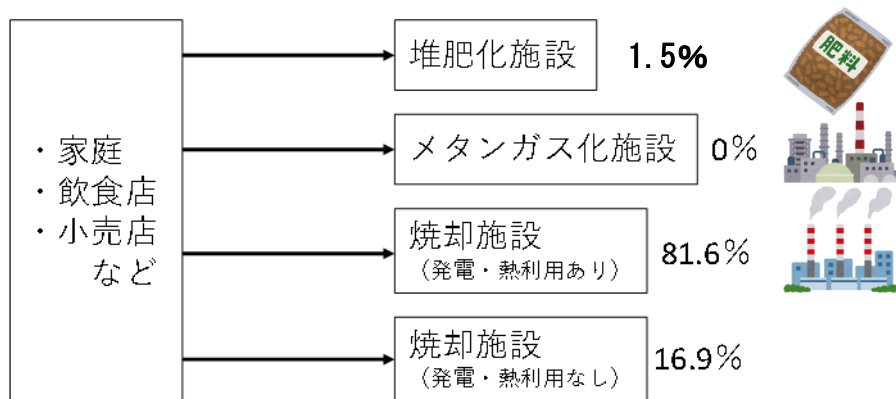 ・家庭
・飲食店
・小売店
など
堆肥化施設
1.5%
肥料
メタンガス化施設
0%
焼却施設
（発電・熱利用あり）
81.6%
焼却施設
（発電・熱利用なし）
16.9%